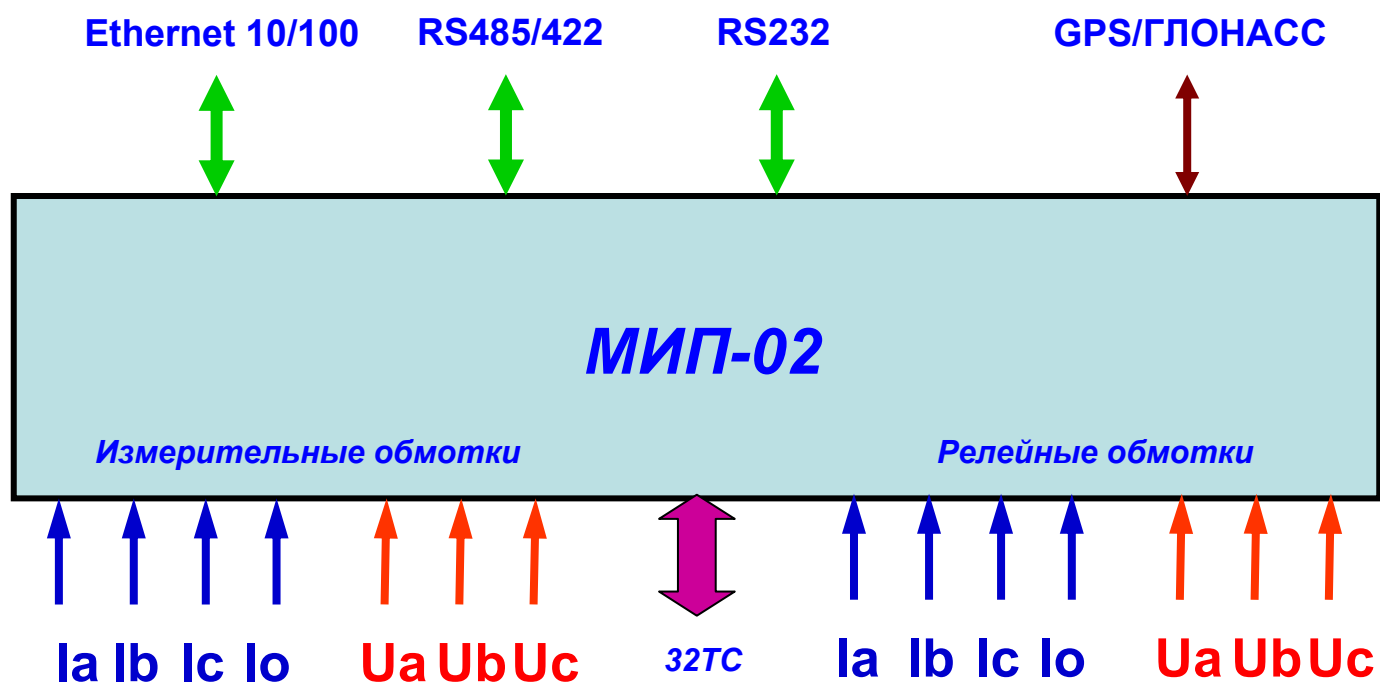 Ethernet 10/100 RS485/422 RS232 GPS/ГЛОНАСС
МИП-02
Измерительные обмотки Релейные обмотки
Ia Ib Ic Io Ua Ub Uc 32ТС Ia Ib Ic Io Ua Ub Uc